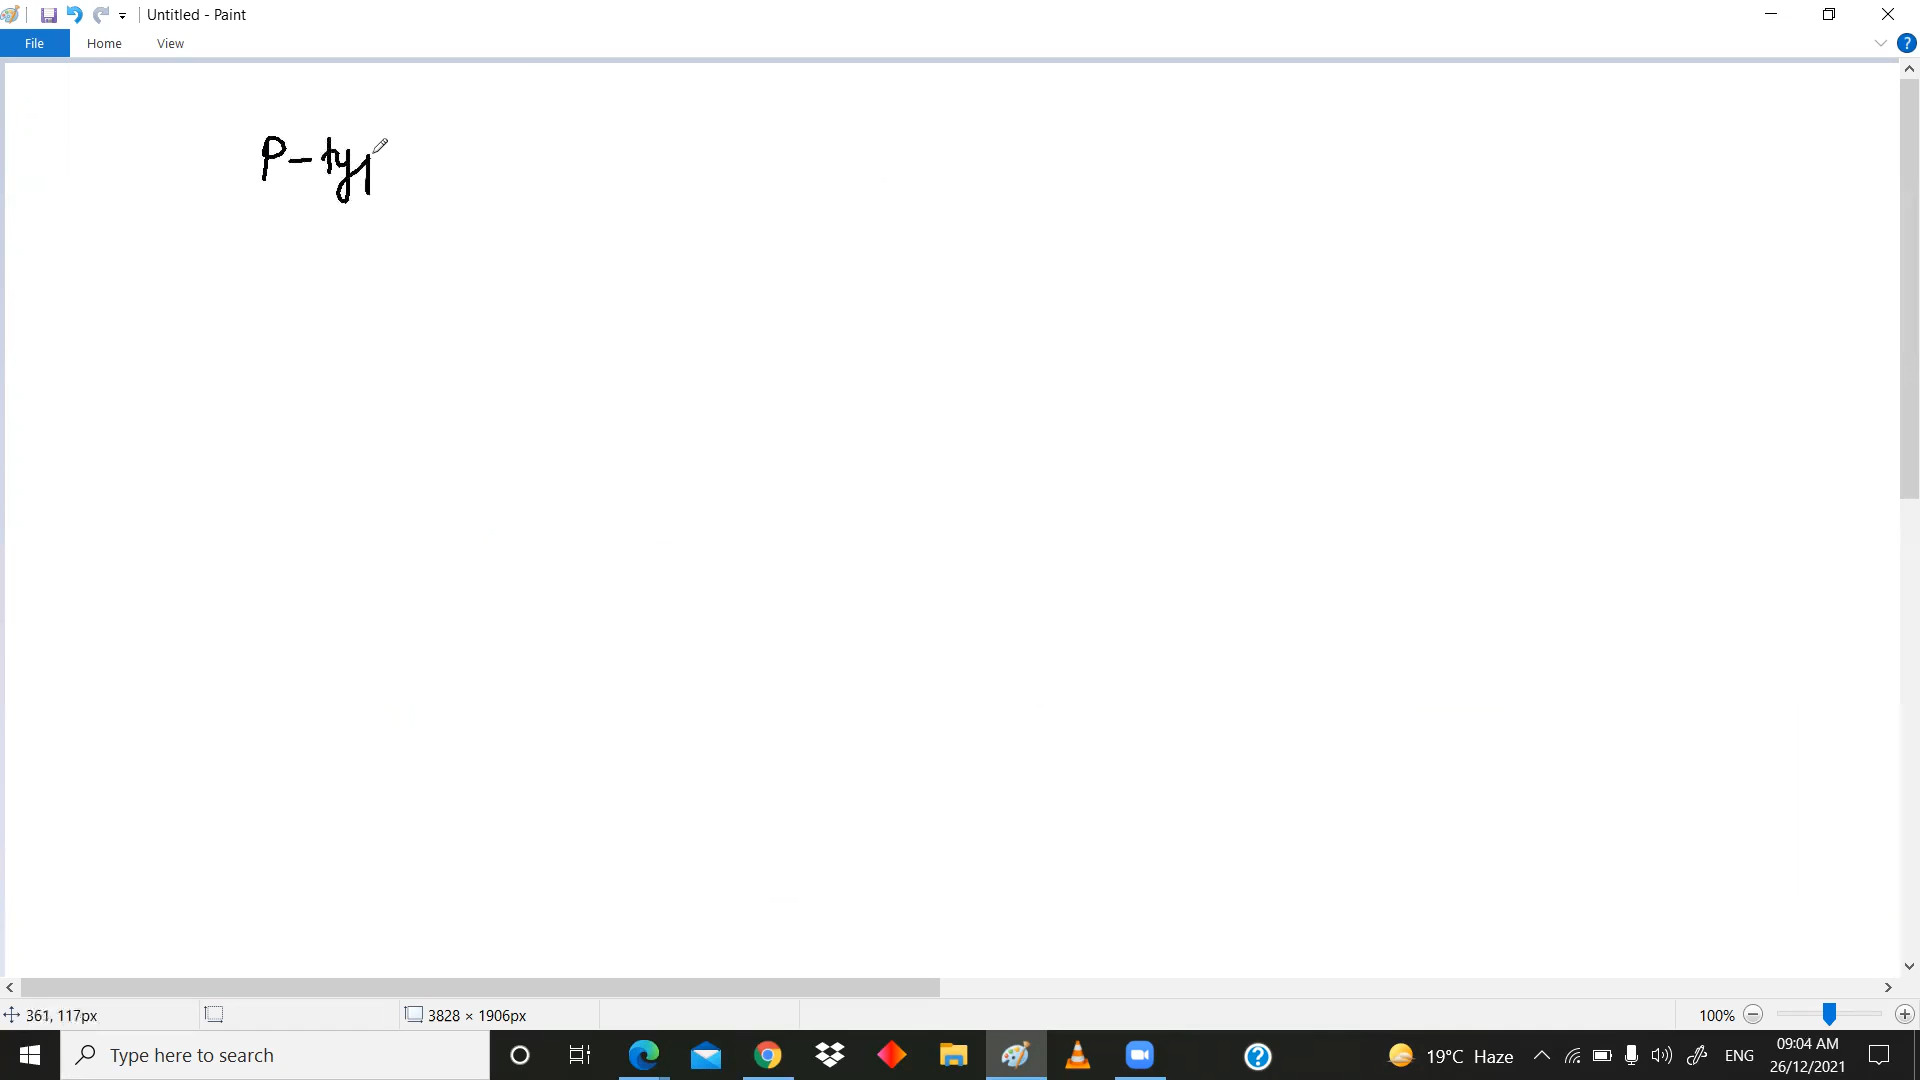 Untitled - Paint
File Home View
P-ty
361, 117px
3828 × 1906px
100%
Type here to search
19°C Haze
ENG
09:04 AM
26/12/2021